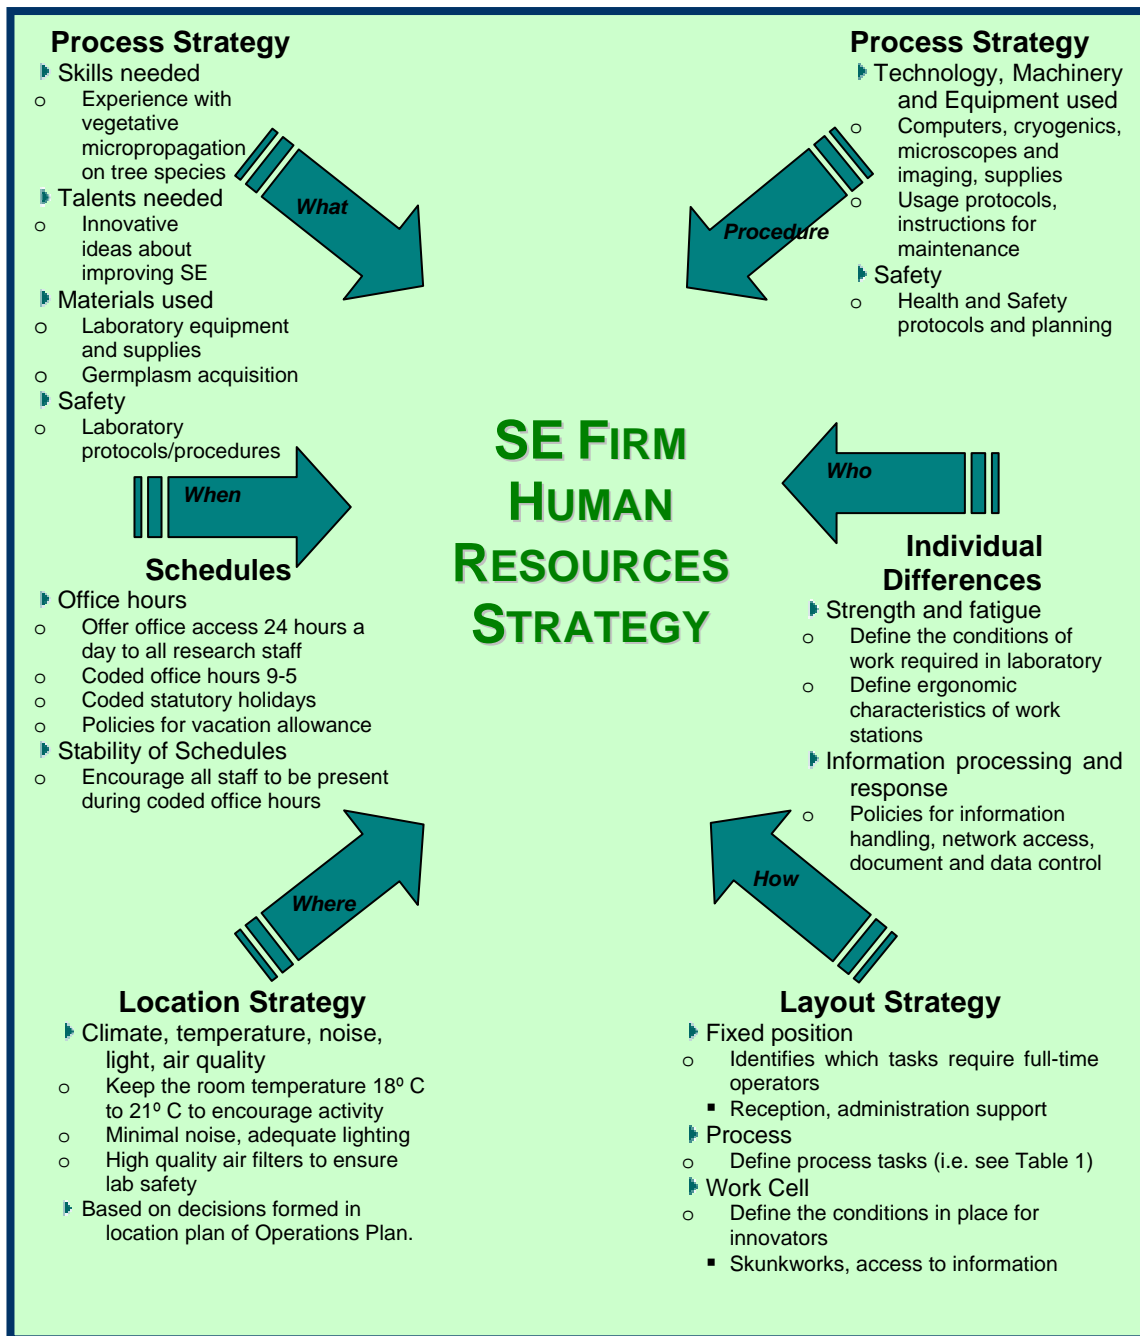 Process Strategy
Skills needed
o Experience with
vegetative
micropropagation
on tree species
Talents needed
o Innovative
ideas about
improving SE
Materials used
o Laboratory equipment
and supplies
o Germplasm acquisition
Safety
o Laboratory
protocols/procedures
What
Process Strategy
Technology, Machinery
and Equipment used
o Computers, cryogenics,
microscopes and
imaging, supplies
o Usage protocols,
instructions for
maintenance
Safety
o Health and Safety
protocols and planning
Procedure
SE FIRM
HUMAN
RESOURCES
STRATEGY
When
Schedules
Office hours
o Offer office access 24 hours a
day to all research staff
o Coded office hours 9-5
o Coded statutory holidays
o Policies for vacation allowance
Stability of Schedules
o Encourage all staff to be present
during coded office hours
Who
Individual
Differences
Strength and fatigue
o Define the conditions of
work required in laboratory
o Define ergonomic
characteristics of work
stations
Information processing and
response
o Policies for information
handling, network access,
document and data control
Where
Location Strategy
Climate, temperature, noise,
light, air quality
o Keep the room temperature 18º C
to 21º C to encourage activity
o Minimal noise, adequate lighting
o High quality air filters to ensure
lab safety
Based on decisions formed in
location plan of Operations Plan.
How
Layout Strategy
Fixed position
o Identifies which tasks require full-time
operators
▪ Reception, administration support
Process
o Define process tasks (i.e. see Table 1)
Work Cell
o Define the conditions in place for
innovators
▪ Skunkworks, access to information